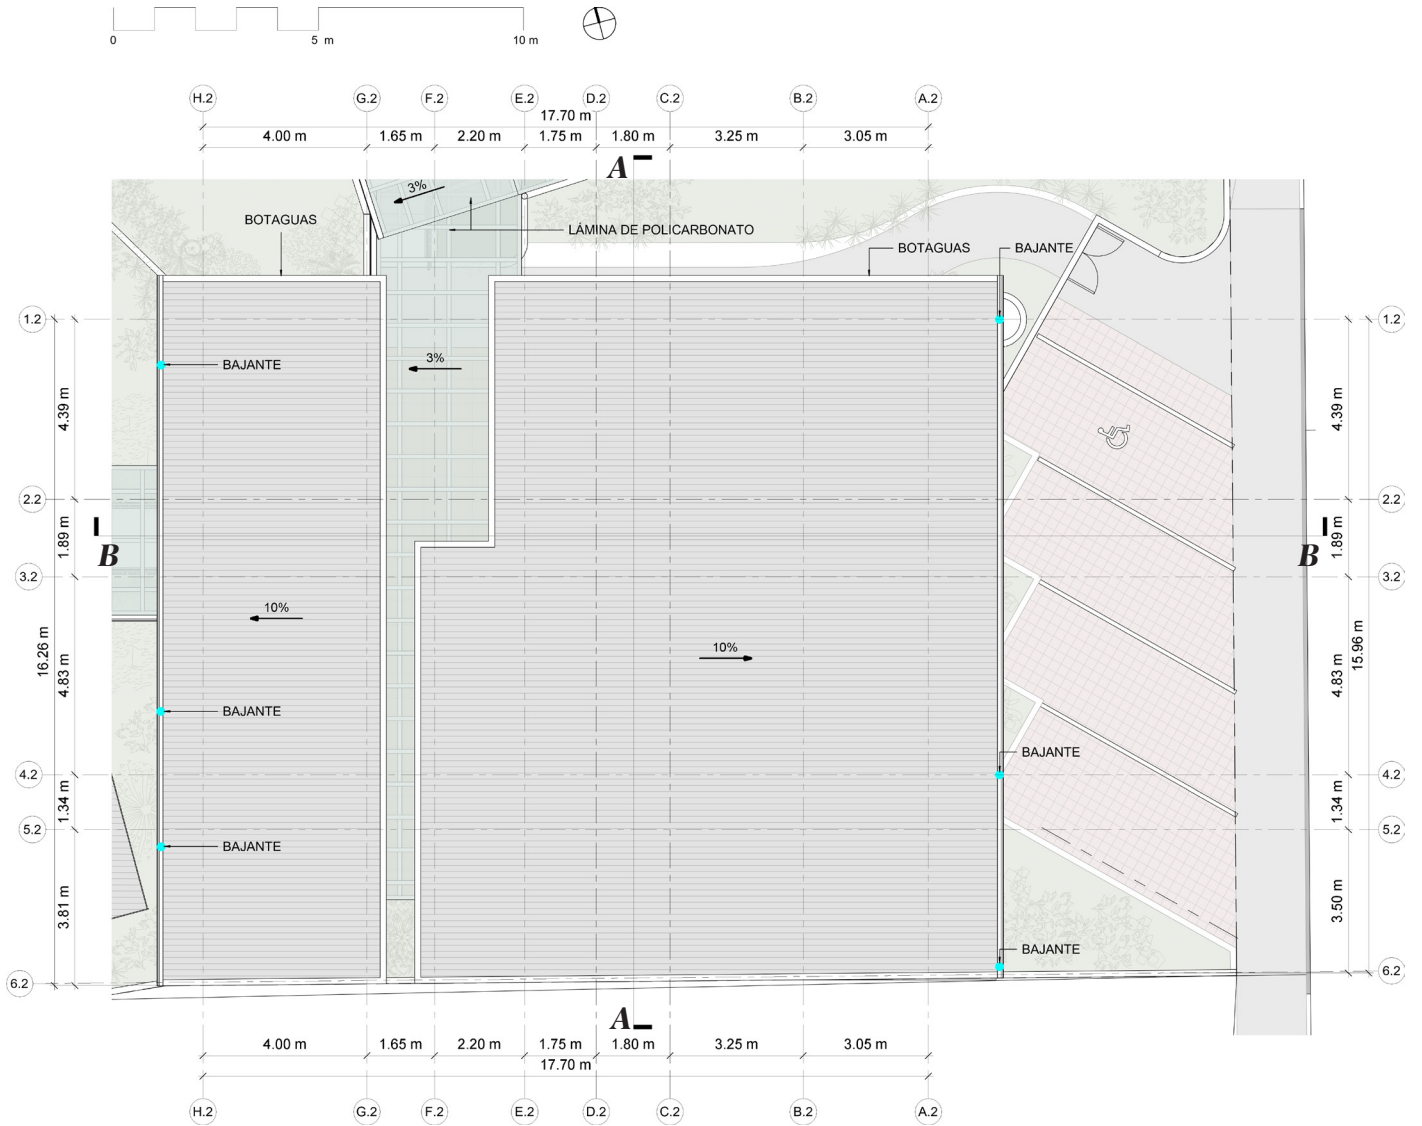 0 5 m 10 m
H.2 G.2 F.2 E.2 D.2 C.2 B.2 A.2
17.70 m
4.00 m 1.65 m 2.20 m 1.75 m 1.80 m 3.25 m 3.05 m
A
3%
BOTAGUAS
LÁMINA DE POLICARBONATO
BOTAGUAS
BAJANTE
1.2
1.2
3%
BAJANTE
4.39 m
4.39 m
2.2
2.2
B
1.89 m
1.89 m
B
3.2
3.2
10%
10%
16.26 m
4.83 m
4.83 m
15.96 m
BAJANTE
BAJANTE
4.2
4.2
1.34 m
1.34 m
5.2
5.2
BAJANTE
3.81 m
3.50 m
BAJANTE
6.2
6.2
A
4.00 m 1.65 m 2.20 m 1.75 m 1.80 m 3.25 m 3.05 m
17.70 m
H.2 G.2 F.2 E.2 D.2 C.2 B.2 A.2